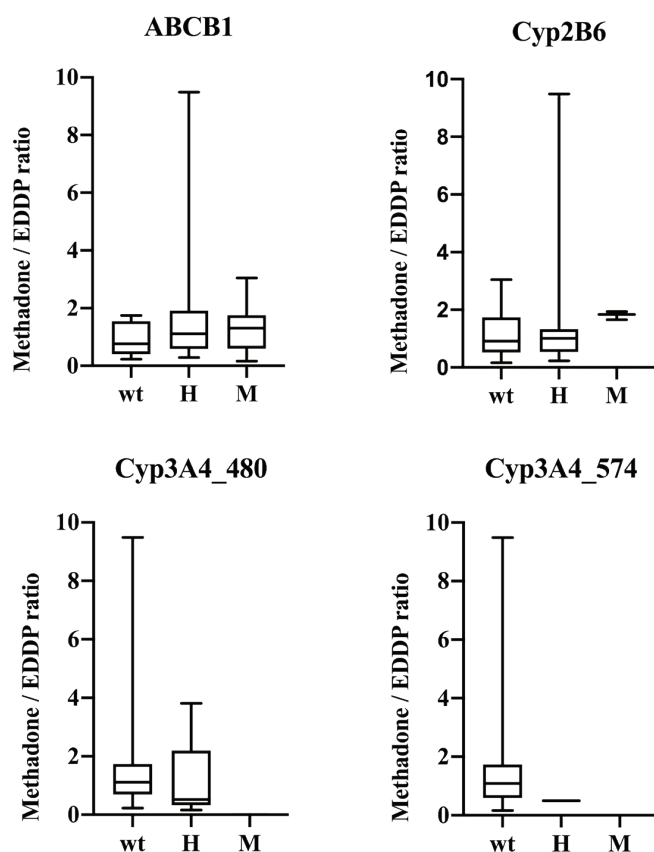 ABCB1
Methadone / EDDP ratio
10
8
6
4
2
0
wt H M
Cyp2B6
Methadone / EDDP ratio
10
8
6
4
2
0
wt H M
Cyp3A4_480
Methadone / EDDP ratio
10
8
6
4
2
0
wt H M
Cyp3A4_574
Methadone / EDDP ratio
10
8
6
4
2
0
wt H M